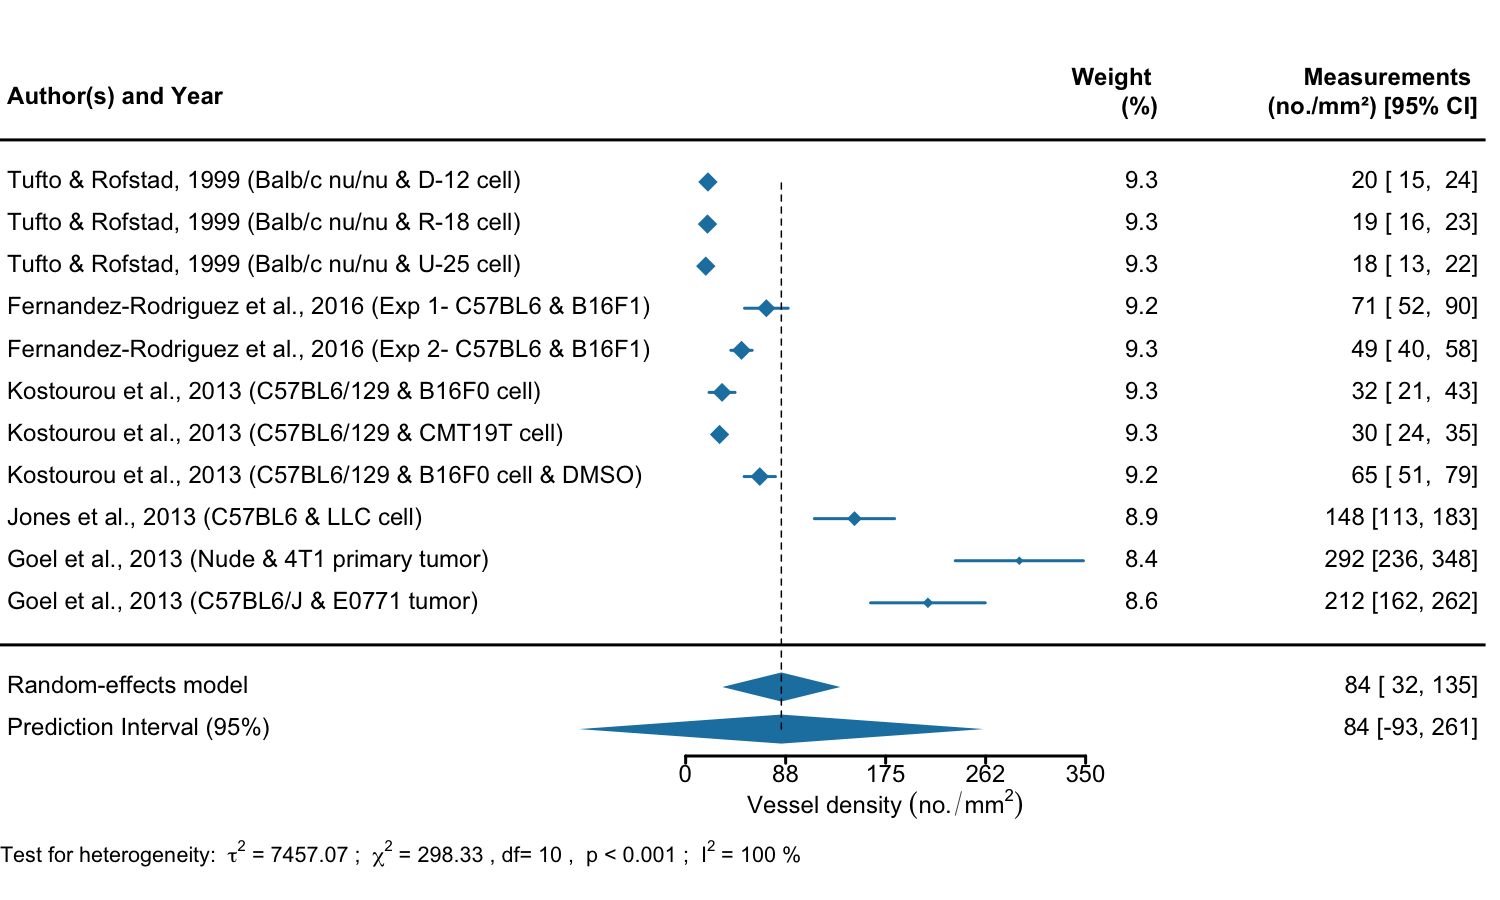 Author(s) and Year Weight (%) Measurements (no./mm²) [95% CI]
Tufto & Rofstad, 1999 (Balb/c nu/nu & D-12 cell) 9.3 20 [ 15, 24]
Tufto & Rofstad, 1999 (Balb/c nu/nu & R-18 cell) 9.3 19 [ 16, 23]
Tufto & Rofstad, 1999 (Balb/c nu/nu & U-25 cell) 9.3 18 [ 13, 22]
Fernandez-Rodriguez et al., 2016 (Exp 1- C57BL6 & B16F1) 9.2 71 [ 52, 90]
Fernandez-Rodriguez et al., 2016 (Exp 2- C57BL6 & B16F1) 9.3 49 [ 40, 58]
Kostourou et al., 2013 (C57BL6/129 & B16F0 cell) 9.3 32 [ 21, 43]
Kostourou et al., 2013 (C57BL6/129 & CMT19T cell) 9.3 30 [ 24, 35]
Kostourou et al., 2013 (C57BL6/129 & B16F0 cell & DMSO) 9.2 65 [ 51, 79]
Jones et al., 2013 (C57BL6 & LLC cell) 8.9 148 [113, 183]
Goel et al., 2013 (Nude & 4T1 primary tumor) 8.4 292 [236, 348]
Goel et al., 2013 (C57BL6/J & E0771 tumor) 8.6 212 [162, 262]
Random-effects model 84 [ 32, 135]
Prediction Interval (95%) 84 [-93, 261]
0 88 175 262 350
Vessel density (no./mm²)
Test for heterogeneity: τ² = 7457.07 ; χ² = 298.33 , df= 10 , p < 0.001 ; I² = 100 %